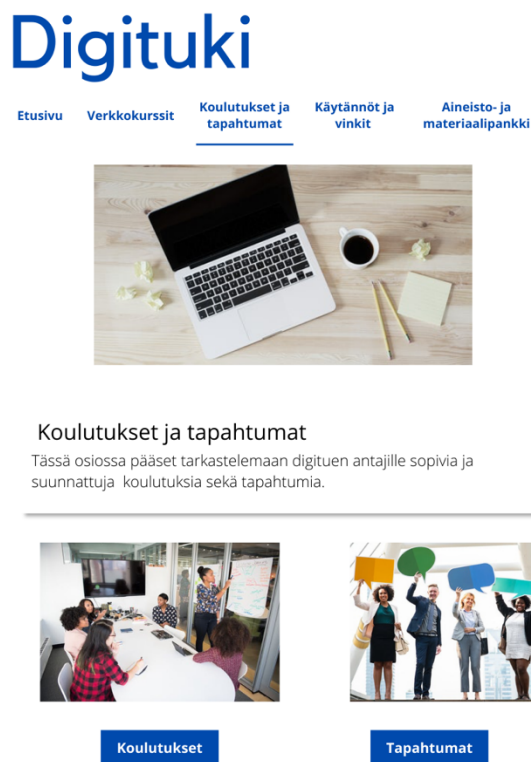 Digituki
Etusivu
Verkkokurssit
Koulutukset ja
tapahtumat
Käytännöt ja
vinkit
Aineisto- ja
materiaalipankki
Koulutukset ja tapahtumat
Tässä osiossa pääset tarkastelemaan digituen antajille sopivia ja
suunnattuja koulutuksia sekä tapahtumia.
Koulutukset
Tapahtumat